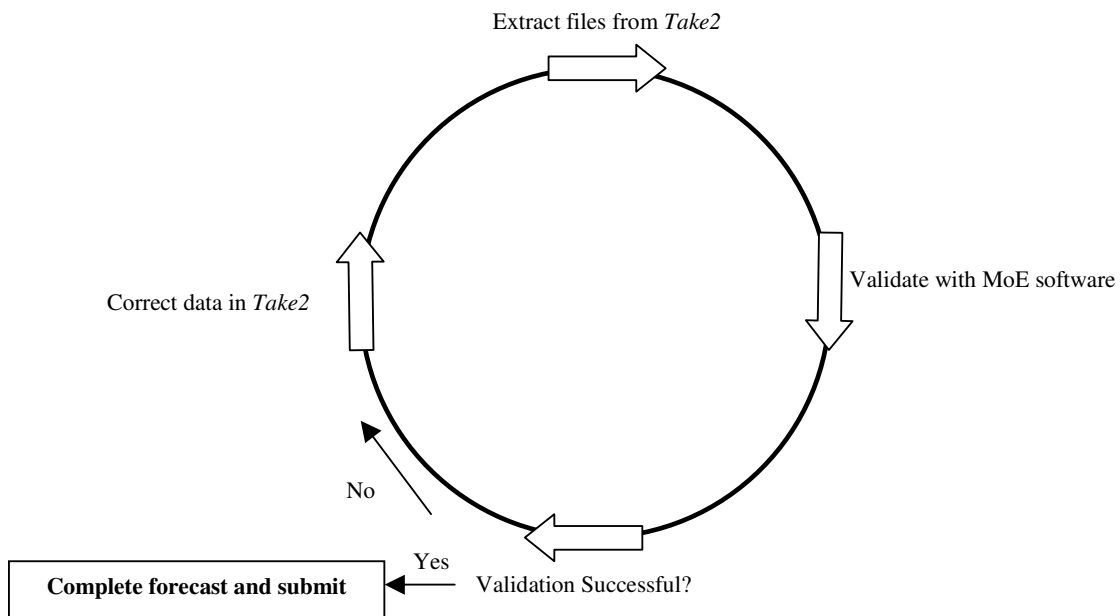 Extract files from Take2
Validate with MoE software
Correct data in Take2
No
Yes
Validation Successful?
Complete forecast and submit